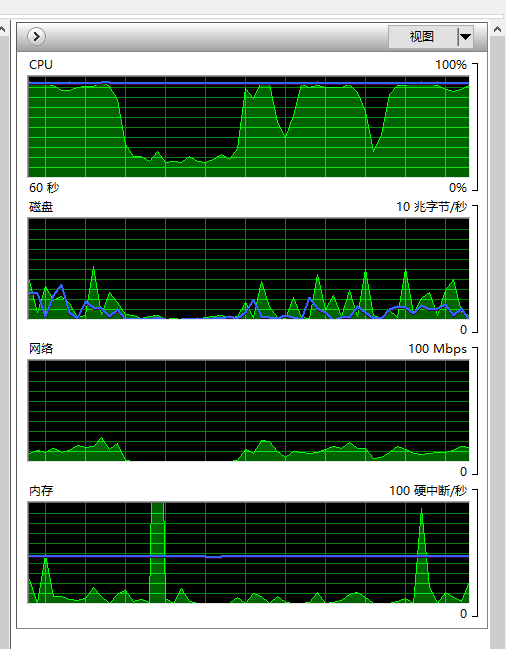 视图
CPU 100%
60 秒 0%
磁盘 10 兆字节/秒
0
网络 100 Mbps
0
内存 100 硬中断/秒
0